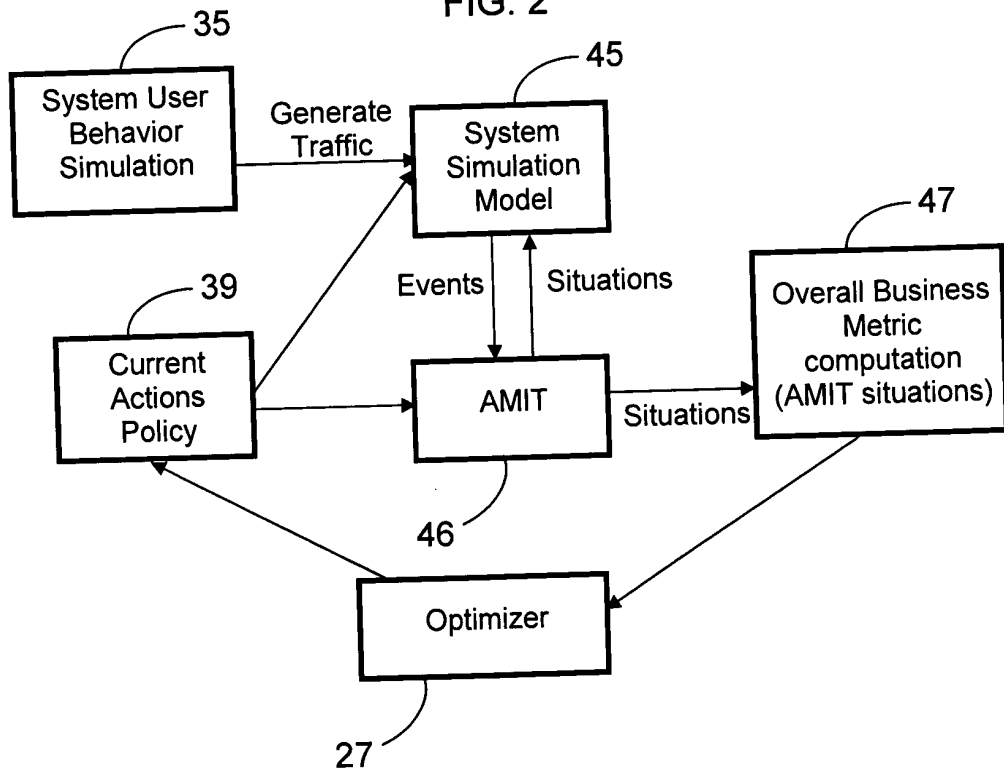 FIG. 2
35
System User
Behavior
Simulation
Generate
Traffic
45
System
Simulation
Model
47
Overall Business
Metric
computation
(AMIT situations)
Events
Situations
39
Current
Actions
Policy
AMIT
Situations
46
Optimizer
27